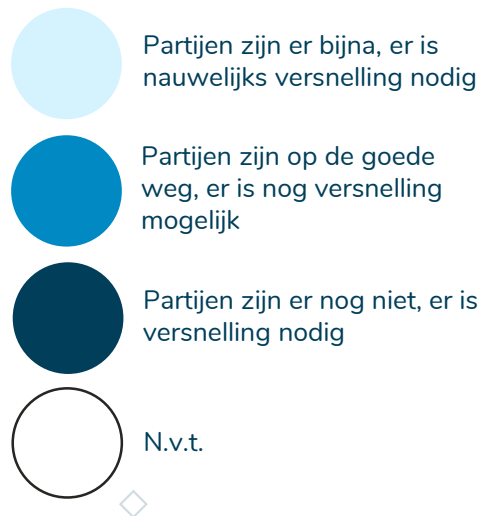 Partijen zijn er bijna, er is
nauwelijks versnelling nodig
Partijen zijn op de goede
weg, er is nog versnelling
mogelijk
Partijen zijn er nog niet, er is
versnelling nodig
N.v.t.